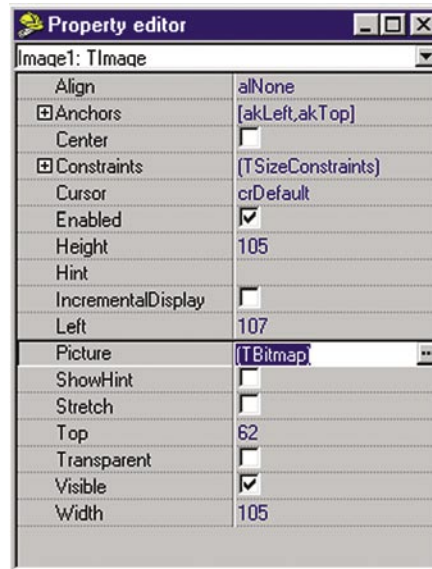 Property editor
Image1: TImage
Align alNone
Anchors [akLeft,akTop]
Center
Constraints (TSizeConstraints)
Cursor crDefault
Enabled
Height 105
Hint
IncrementalDisplay
Left 107
Picture (TBitmap)
ShowHint
Stretch
Top 62
Transparent
Visible
Width 105